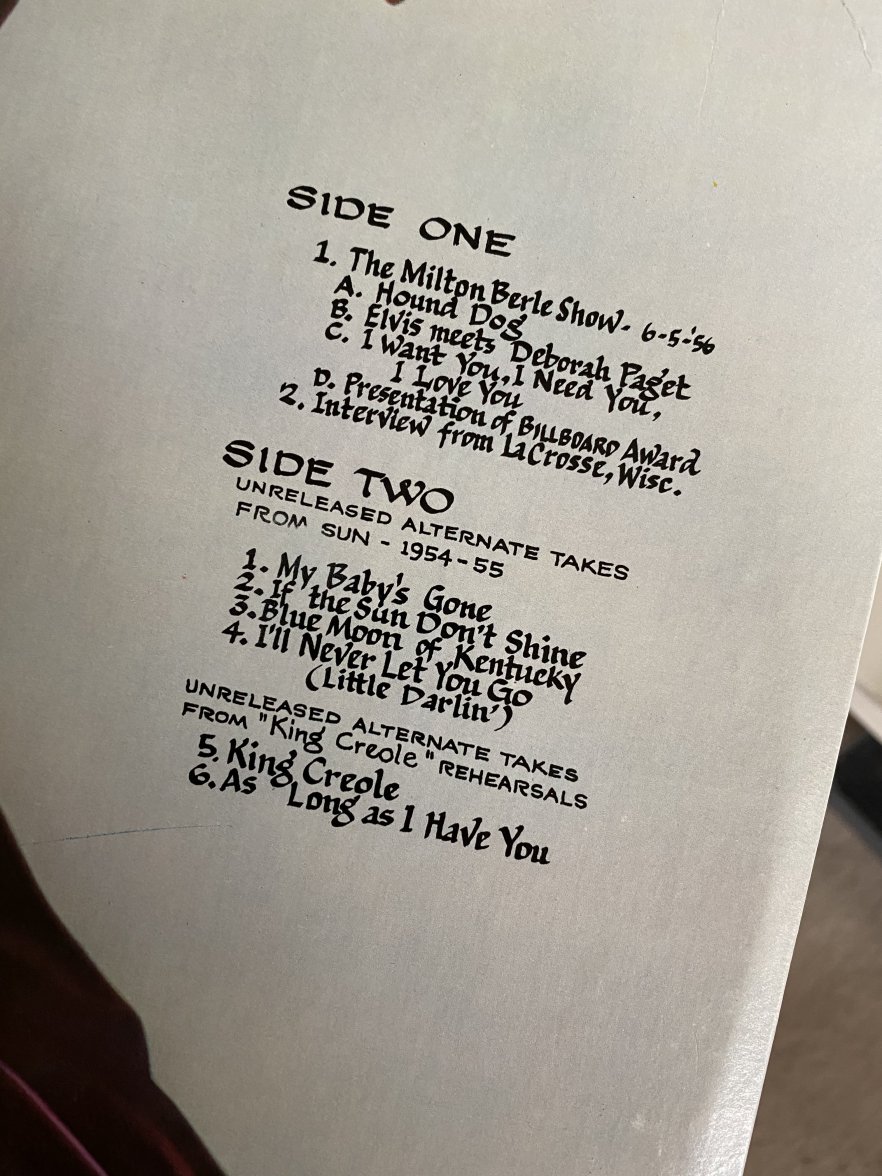 SIDE ONE
1. The Milton Berle Show - 6-5-'56
A. Hound Dog
B. Elvis meets Deborah Paget
C. I Want You, I Need You,
I Love You
D. Presentation of BILLBOARD Award
2. Interview from LaCrosse, Wisc.
SIDE TWO
UNRELEASED ALTERNATE TAKES
FROM SUN - 1954-55
1. My Baby's Gone
2. If the Sun Don't Shine
3. Blue Moon of Kentucky
4. I'll Never Let You Go
(Little Darlin')
UNRELEASED ALTERNATE TAKES
FROM "King Creole" REHEARSALS
5. King Creole
6. As Long as I Have You